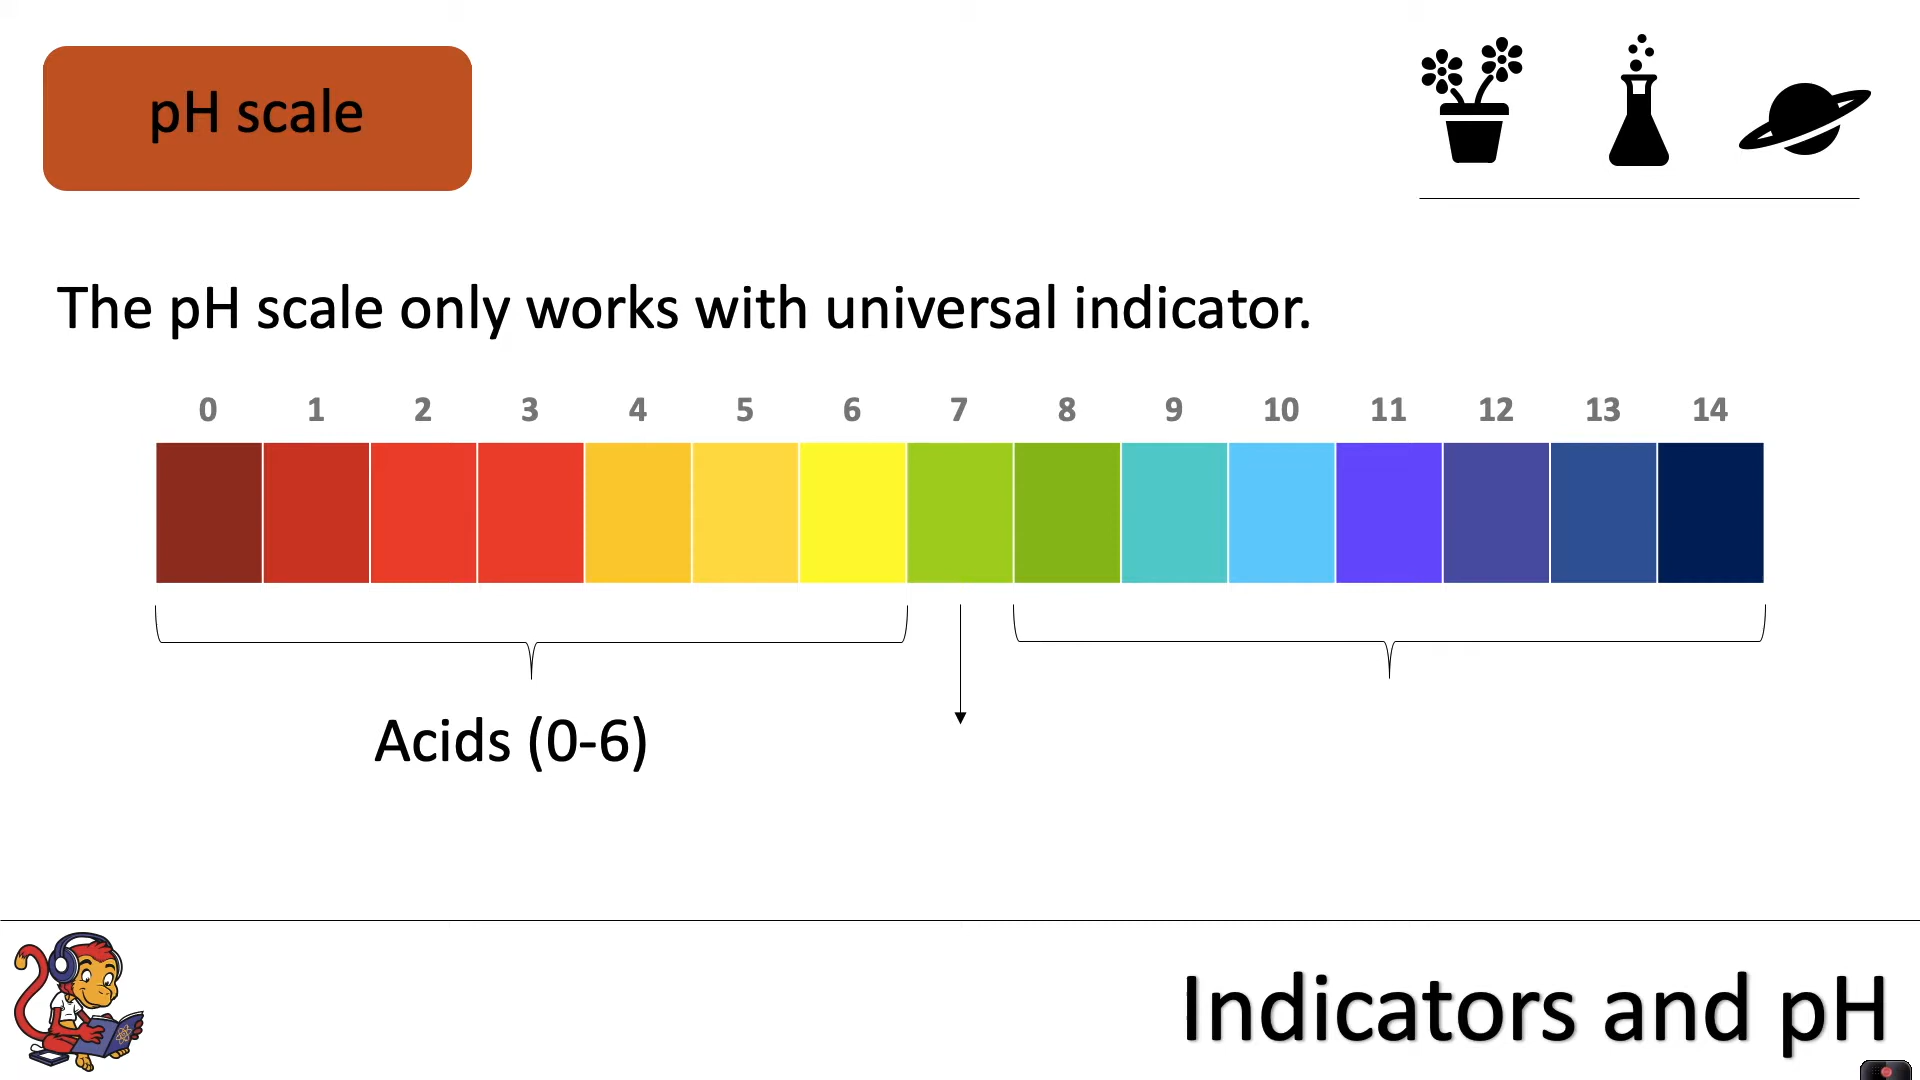 pH scale
The pH scale only works with universal indicator.
0 1 2 3 4 5 6 7 8 9 10 11 12 13 14
Acids (0-6)
Indicators and pH